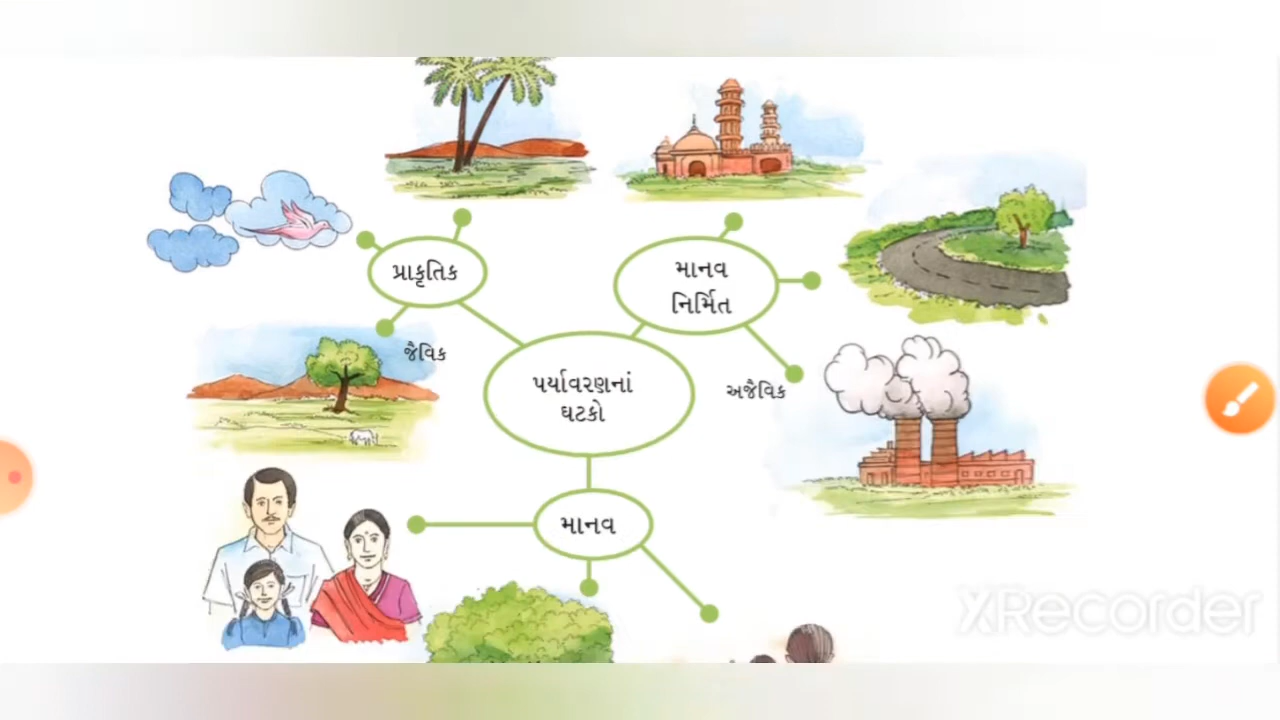 પ્રાકૃતિક
માનવ
નિર્મિત
જૈવિક
પર્યાવરણનાં
ઘટકો
અજૈવિક
માનવ
XRecorder